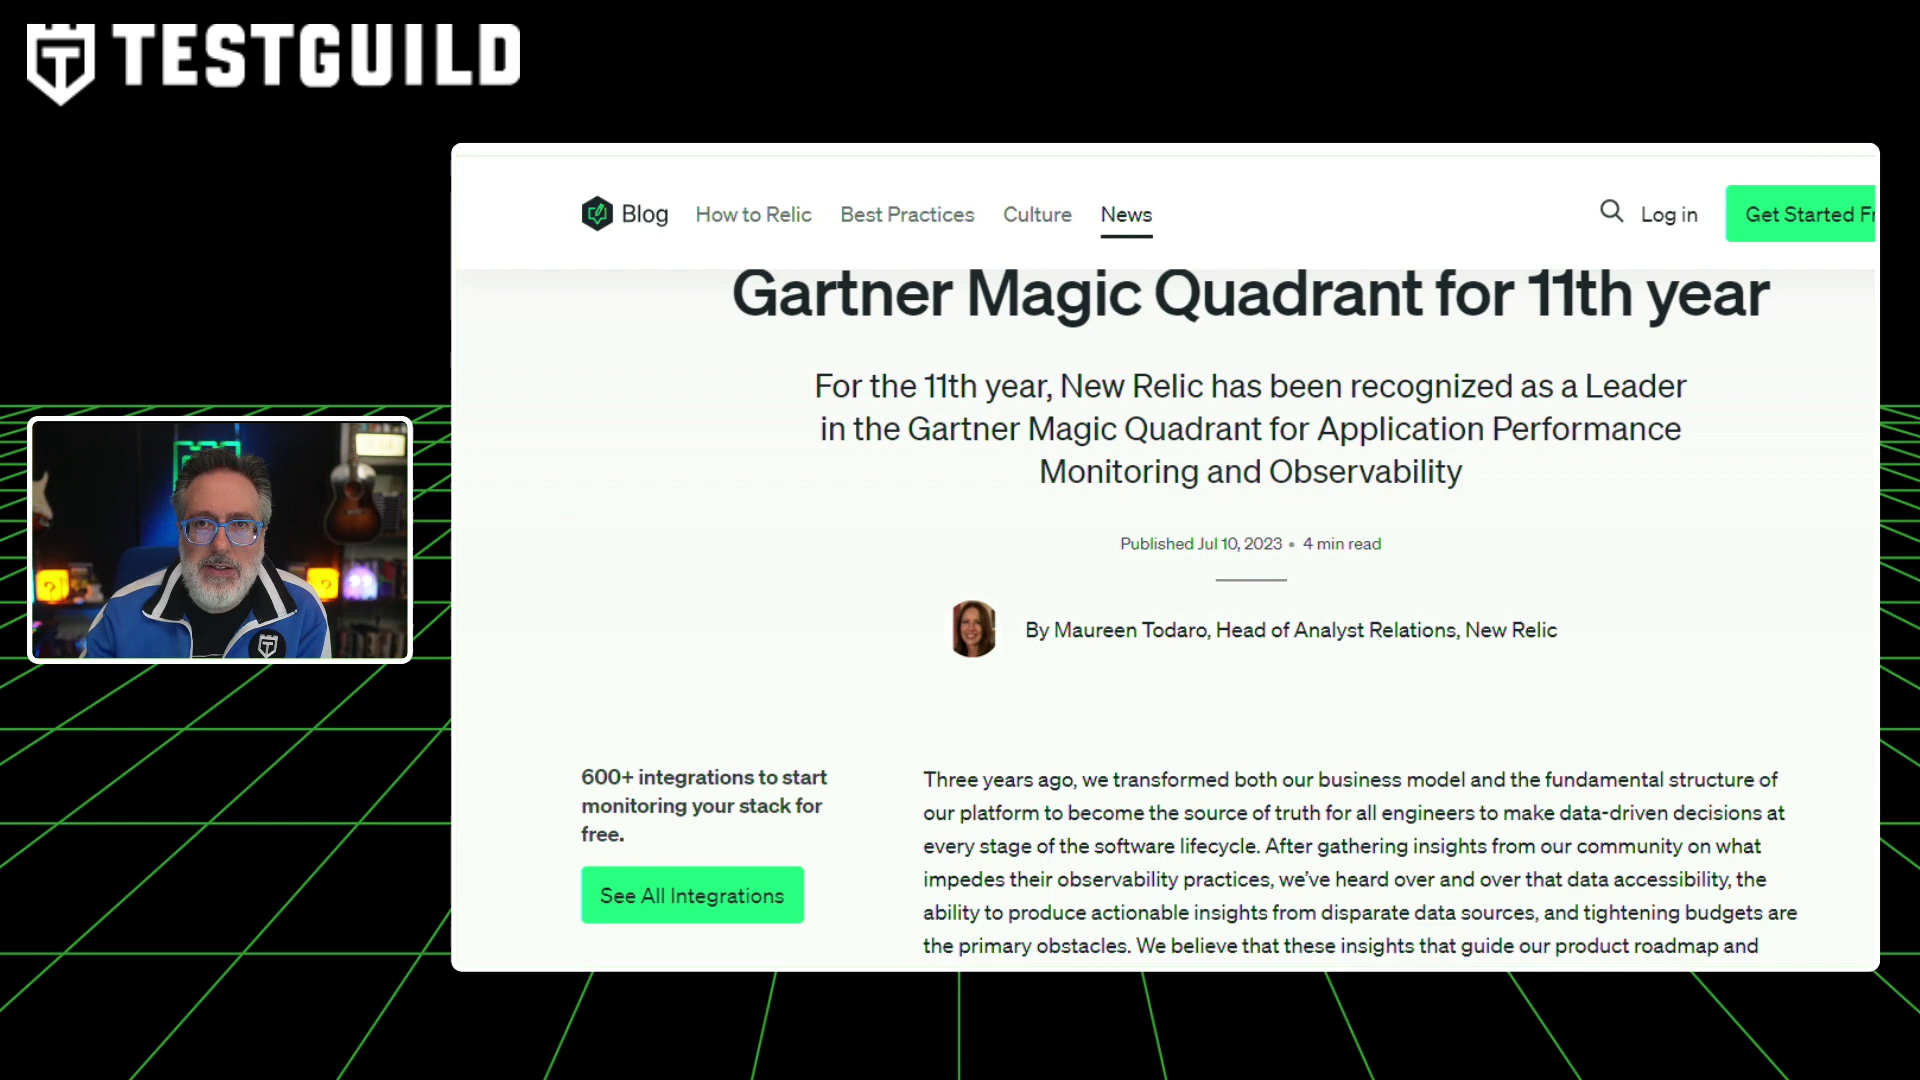 TESTGUILD
Blog How to Relic Best Practices Culture News Log in Get Started Fr
Gartner Magic Quadrant for 11th year
For the 11th year, New Relic has been recognized as a Leader
in the Gartner Magic Quadrant for Application Performance
Monitoring and Observability
Published Jul 10, 2023 • 4 min read
By Maureen Todaro, Head of Analyst Relations, New Relic
600+ integrations to start
monitoring your stack for
free.
See All Integrations
Three years ago, we transformed both our business model and the fundamental structure of
our platform to become the source of truth for all engineers to make data-driven decisions at
every stage of the software lifecycle. After gathering insights from our community on what
impedes their observability practices, we’ve heard over and over that data accessibility, the
ability to produce actionable insights from disparate data sources, and tightening budgets are
the primary obstacles. We believe that these insights that guide our product roadmap and